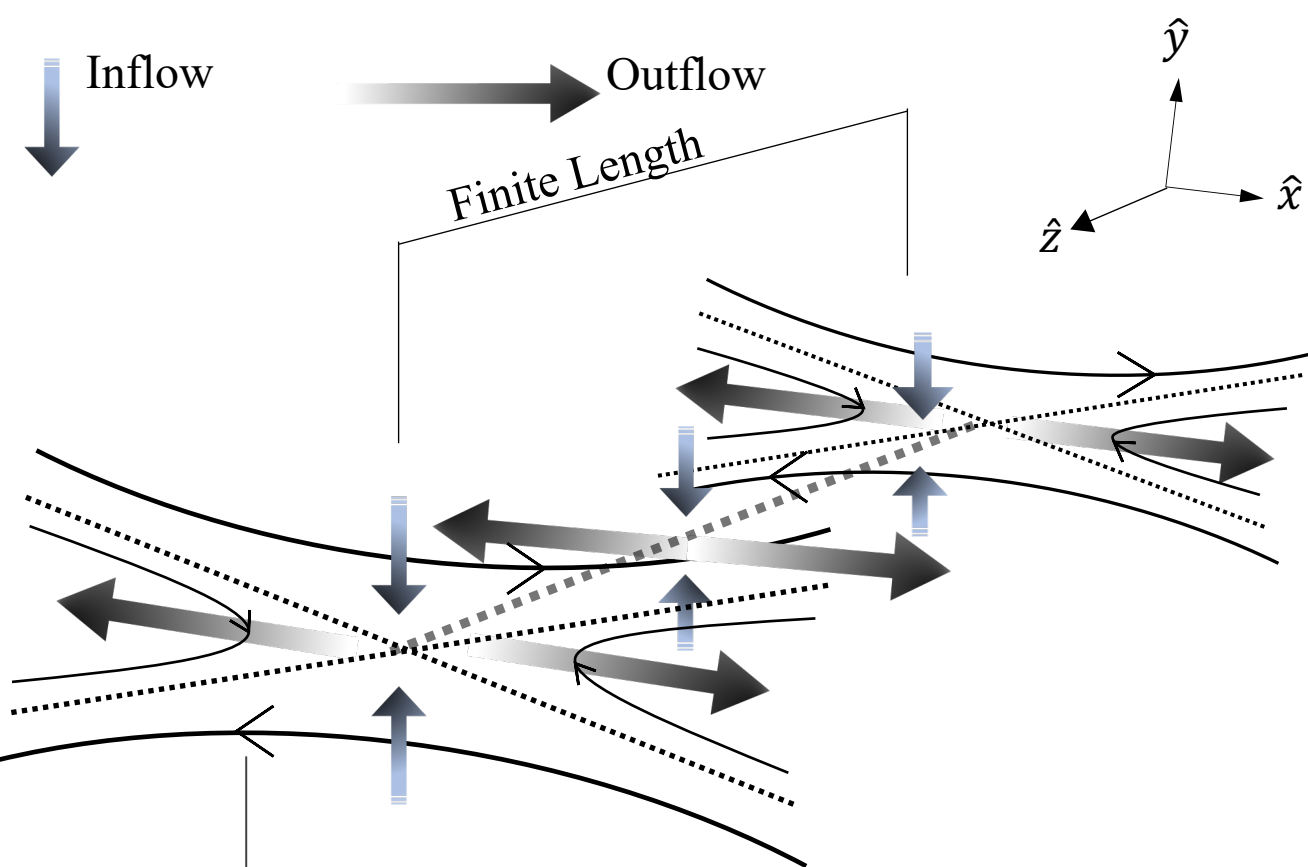 Inflow
Outflow
Finite Length
ŷ
x̂
ẑ